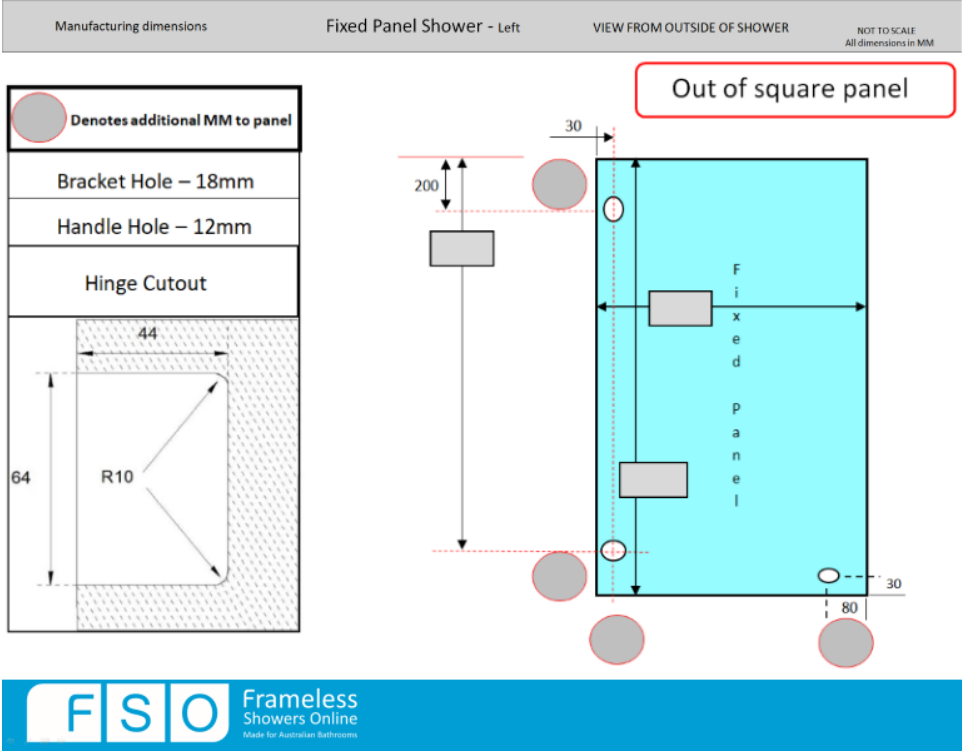 Manufacturing dimensions
Fixed Panel Shower - Left
VIEW FROM OUTSIDE OF SHOWER
NOT TO SCALE
All dimensions in MM
Out of square panel
Denotes additional MM to panel
Bracket Hole – 18mm
Handle Hole – 12mm
Hinge Cutout
44
64
R10
30
200
Fixed Panel
30
80
FSO
Frameless
Showers Online
Made for Australian Bathrooms